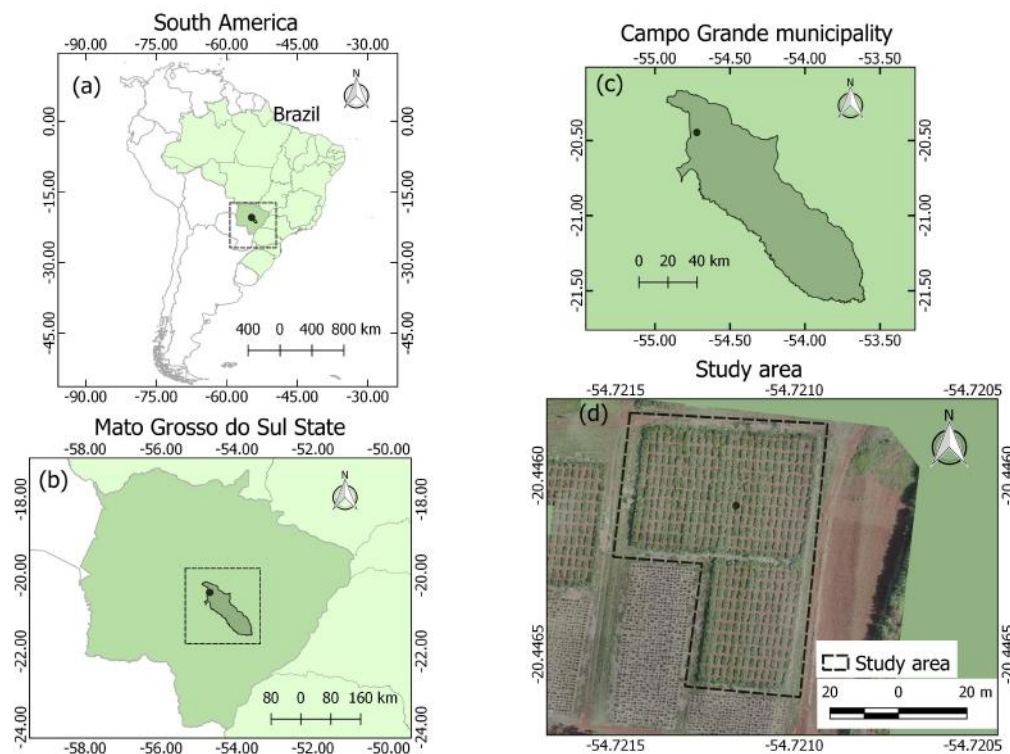 South America
-90.00 -75.00 -60.00 -45.00 -30.00
(a)
N
Brazil
0.00 0.00
-15.00 -15.00
-30.00 -30.00
-45.00 -45.00
400 0 400 800 km
-90.00 -75.00 -60.00 -45.00 -30.00
Mato Grosso do Sul State
-58.00 -56.00 -54.00 -52.00 -50.00
(b)
N
-18.00 -18.00
-20.00 -20.00
-22.00 -22.00
-24.00 -24.00
80 0 80 160 km
-58.00 -56.00 -54.00 -52.00 -50.00
Campo Grande municipality
-55.00 -54.50 -54.00 -53.50
(c)
N
-20.50 -20.50
-21.00 -21.00
-21.50 -21.50
0 20 40 km
-55.00 -54.50 -54.00 -53.50
Study area
-54.7215 -54.7210 -54.7205
(d)
N
-20.4460 -20.4460
-20.4465 -20.4465
Study area
20 0 20 m
-54.7215 -54.7210 -54.7205